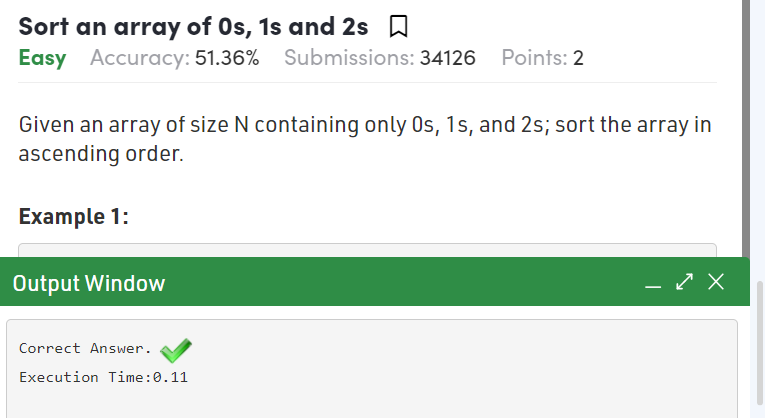 Sort an array of 0s, 1s and 2s
Easy Accuracy: 51.36% Submissions: 34126 Points: 2
Given an array of size N containing only 0s, 1s, and 2s; sort the array in
ascending order.
Example 1:
Output Window
Correct Answer.
Execution Time:0.11